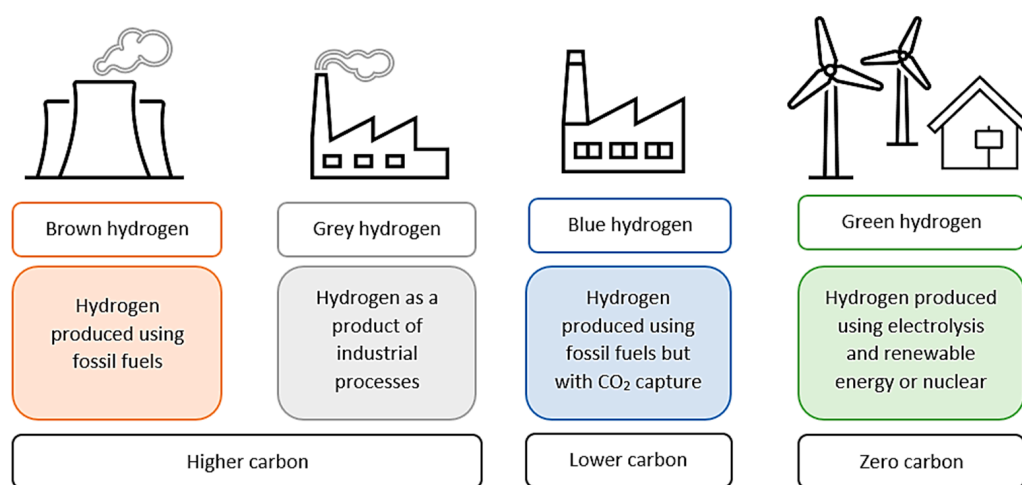 Brown hydrogen
Grey hydrogen
Blue hydrogen
Green hydrogen
Hydrogen
produced using
fossil fuels
Hydrogen as a
product of
industrial
processes
Hydrogen
produced using
fossil fuels but
with CO₂ capture
Hydrogen produced
using electrolysis
and renewable
energy or nuclear
Higher carbon
Lower carbon
Zero carbon